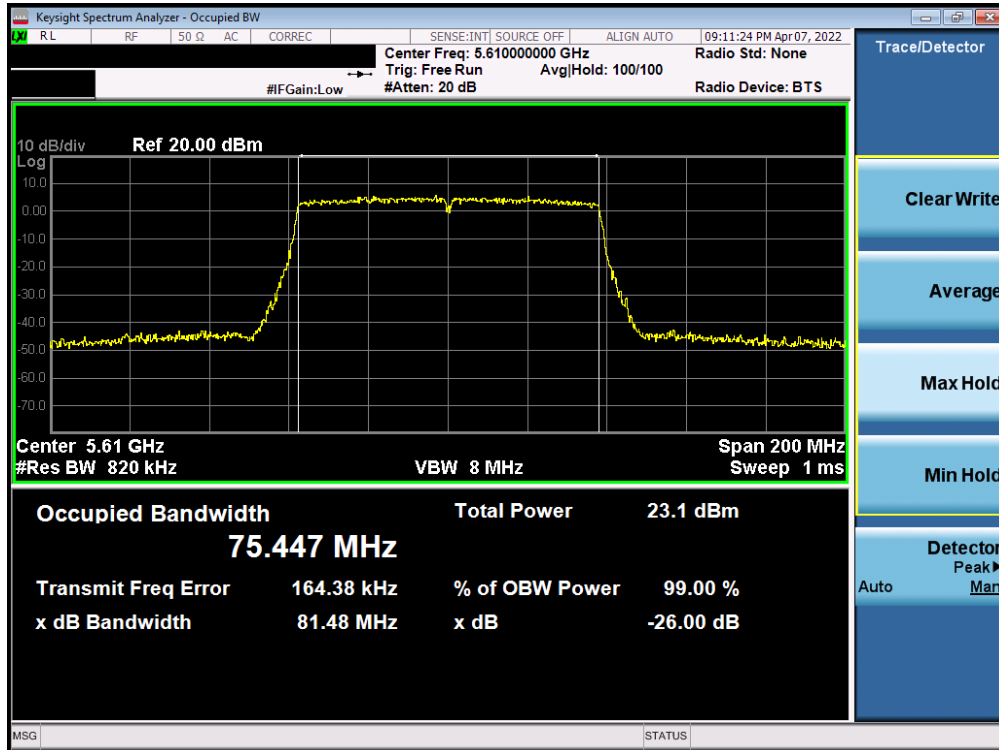 Keysight Spectrum Analyzer - Occupied BW
LXI RL RF 50 Ω AC CORREC SENSE:INT SOURCE OFF ALIGN AUTO 09:11:24 PM Apr 07, 2022
Center Freq: 5.610000000 GHz Radio Std: None
Trig: Free Run Avg|Hold: 100/100
#IFGain:Low #Atten: 20 dB Radio Device: BTS
Trace/Detector
10 dB/div Ref 20.00 dBm
Log
10.0
0.00
-10.0
-20.0
-30.0
-40.0
-50.0
-60.0
-70.0
Center 5.61 GHz Span 200 MHz
#Res BW 820 kHz VBW 8 MHz Sweep 1 ms
Occupied Bandwidth Total Power 23.1 dBm
75.447 MHz
Transmit Freq Error 164.38 kHz % of OBW Power 99.00 %
x dB Bandwidth 81.48 MHz x dB -26.00 dB
Clear Write
Average
Max Hold
Min Hold
Detector
Peak
Auto Man
MSG STATUS